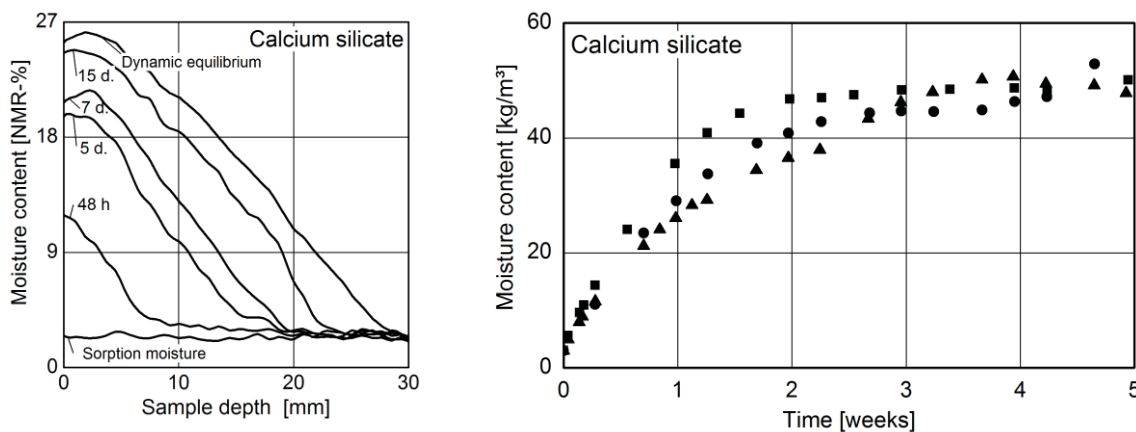 27
18
9
0
Moisture content [NMR-%]
Calcium silicate
Dynamic equilibrium
15 d.
7 d.
5 d.
48 h
Sorption moisture
0
10
20
30
Sample depth [mm]
60
40
20
0
Moisture content [kg/m³]
Calcium silicate
0
1
2
3
4
5
Time [weeks]